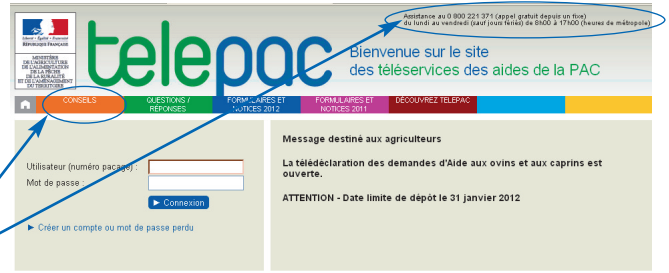 Assistance au 0 800 221 371 (appel gratuit depuis un fixe)
du lundi au vendredi (sauf jours fériés) de 8h00 à 17h00 (heures de métropole)
Liberté • Égalité • Fraternité
RÉPUBLIQUE FRANÇAISE
MINISTÈRE
DE L'AGRICULTURE
DE L'ALIMENTATION
DE LA PÊCHE
DE LA RURALITÉ
ET DE L'AMÉNAGEMENT
DU TERRITOIRE
telepac
Bienvenue sur le site
des téléservices des aides de la PAC
CONSEILS
QUESTIONS /
RÉPONSES
FORMULAIRES ET
NOTICES 2012
FORMULAIRES ET
NOTICES 2011
DÉCOUVREZ TELEPAC
Utilisateur (numéro pacage) :
Mot de passe :
► Connexion
► Créer un compte ou mot de passe perdu
Message destiné aux agriculteurs
La télédéclaration des demandes d'Aide aux ovins et aux caprins est
ouverte.
ATTENTION - Date limite de dépôt le 31 janvier 2012